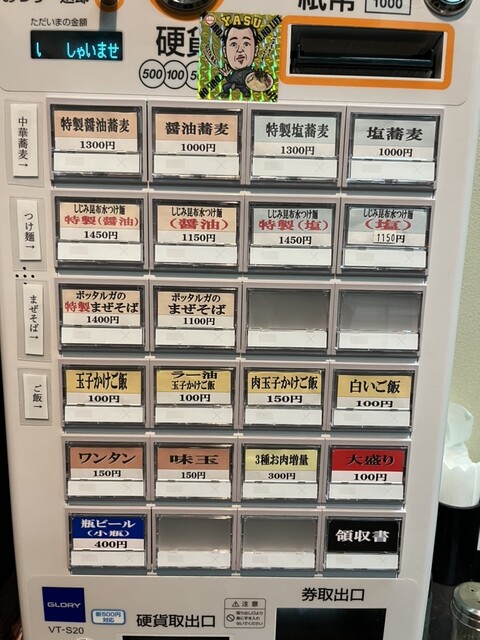 ただいまの金額
い しゃいませ
硬貨
500 100 50
YASU
紙幣
1000
中華蕎麦→
特製醤油蕎麦
1300円
醤油蕎麦
1000円
特製塩蕎麦
1300円
塩蕎麦
1000円
つけ麺→
しじみ昆布水つけ麺
特製(醤油)
1450円
しじみ昆布水つけ麺
(醤油)
1150円
しじみ昆布水つけ麺
特製(塩)
1450円
しじみ昆布水つけ麺
(塩)
1150円
まぜそば→
ボッタルガの
特製まぜそば
1400円
ボッタルガの
まぜそば
1100円
ご飯→
玉子かけご飯
100円
ラー油
玉子かけご飯
100円
肉玉子かけご飯
150円
白いご飯
100円
ワンタン
150円
味玉
150円
3種お肉増量
300円
大盛り
100円
瓶ビール
(小瓶)
400円
領収書
GLORY
VT-S20
新500円
対応
硬貨取出口
注意
券取出口